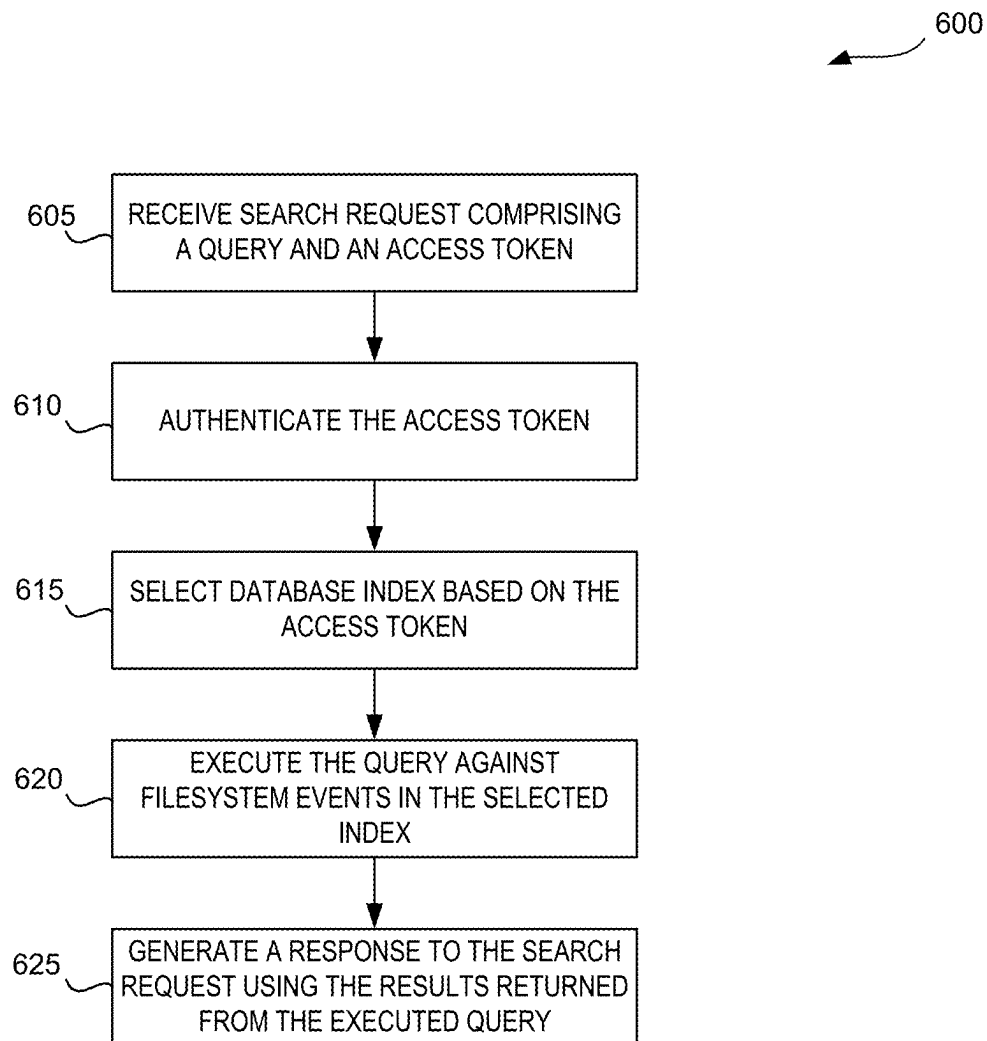 600
605
RECEIVE SEARCH REQUEST COMPRISING
A QUERY AND AN ACCESS TOKEN
610
AUTHENTICATE THE ACCESS TOKEN
615
SELECT DATABASE INDEX BASED ON THE
ACCESS TOKEN
620
EXECUTE THE QUERY AGAINST
FILESYSTEM EVENTS IN THE SELECTED
INDEX
625
GENERATE A RESPONSE TO THE SEARCH
REQUEST USING THE RESULTS RETURNED
FROM THE EXECUTED QUERY